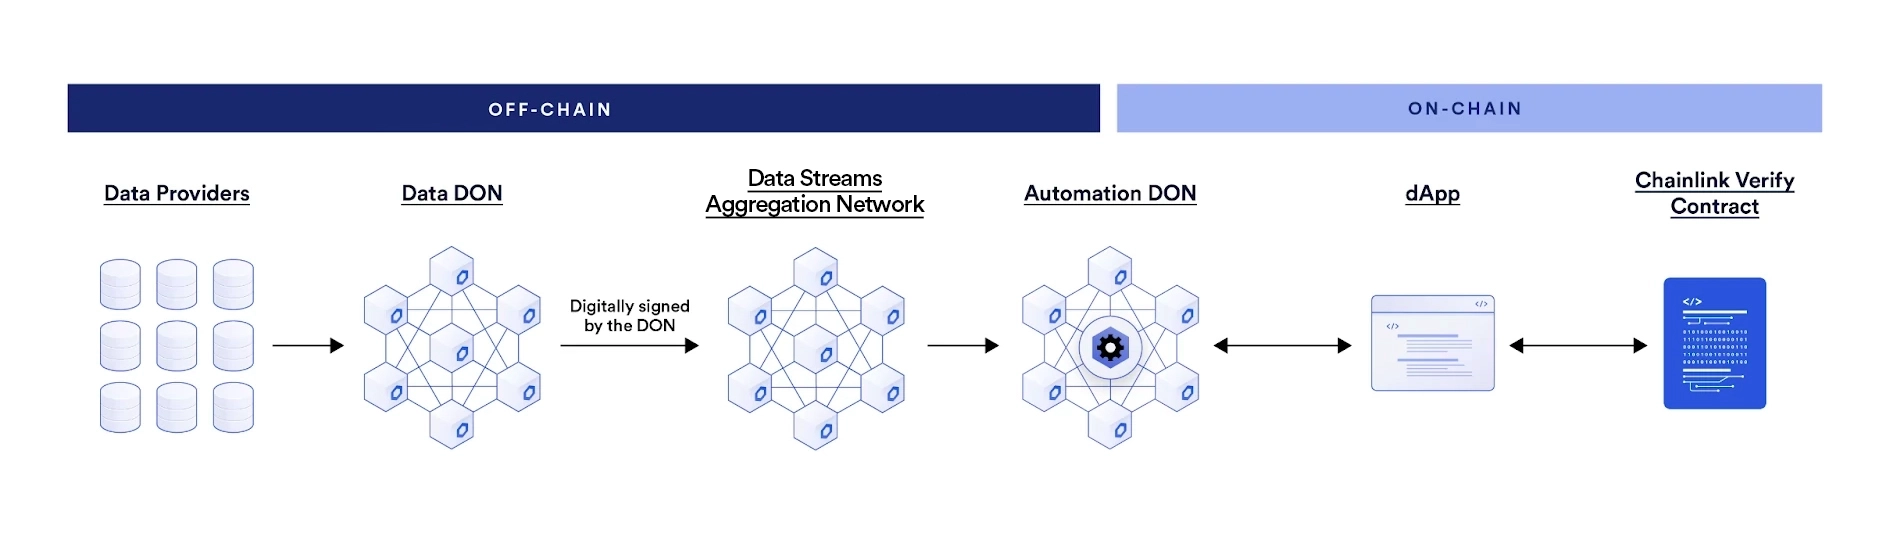 OFF-CHAIN
ON-CHAIN
Data Providers
Data DON
Data Streams
Aggregation Network
Automation DON
dApp
Chainlink Verify
Contract
Digitally signed
by the DON
</>
</>
</>